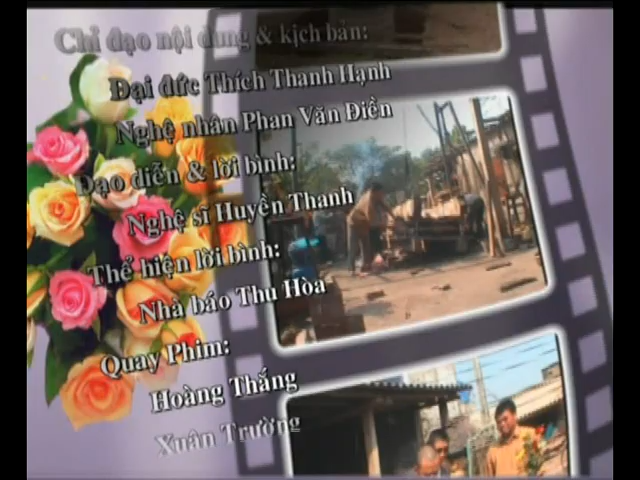 Chỉ đạo nội dung & kịch bản:
Đại đức Thích Thanh Hạnh
Nghệ nhân Phan Văn Điền
Đạo diễn & lời bình:
Nghệ sĩ Huyền Thanh
Thể hiện lời bình:
Nhà báo Thu Hòa
Quay Phim:
Hoàng Thắng
Xuân Trường